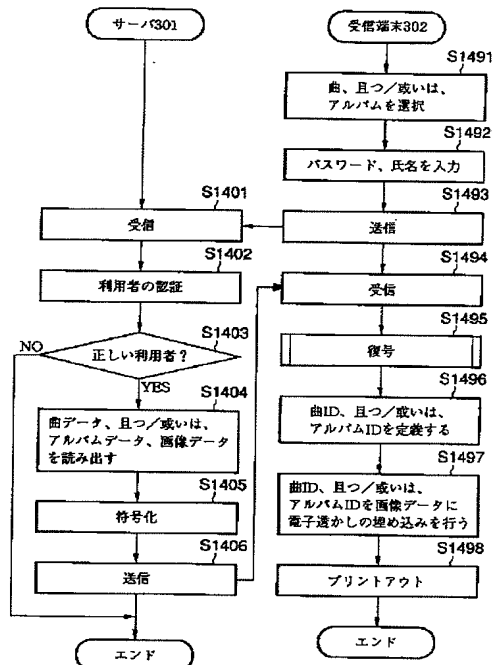 サーバ301
S1401
受信
S1402
利用者の認証
S1403
NO
正しい利用者？
YES
S1404
曲データ、且つ／或いは、
アルバムデータ、画像データ
を読み出す
S1405
符号化
S1406
送信
エンド
受信端末302
S1491
曲、且つ／或いは、
アルバムを選択
S1492
パスワード、氏名を入力
S1493
送信
S1494
受信
S1495
復号
S1496
曲ID、且つ／或いは、
アルバムIDを定義する
S1497
曲ID、且つ／或いは、
アルバムIDを画像データに
電子透かしの埋め込みを行う
S1498
プリントアウト
エンド